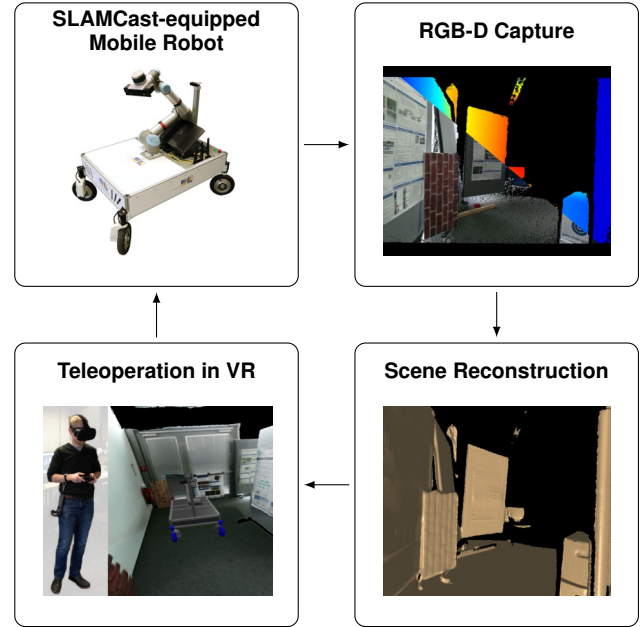 SLAMCast-equipped
Mobile Robot
RGB-D Capture
Teleoperation in VR
Scene Reconstruction